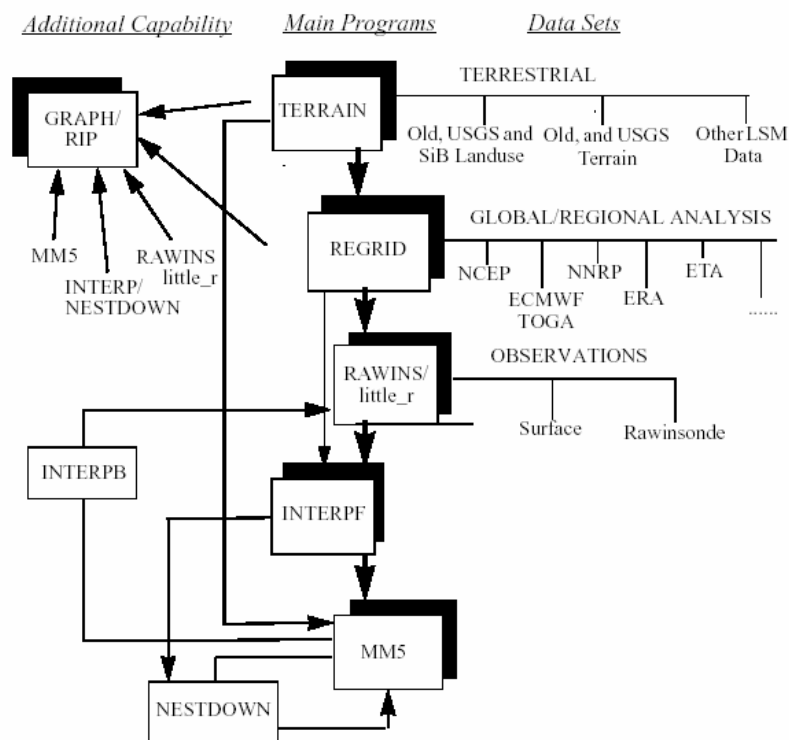 Additional Capability
Main Programs
Data Sets
TERRESTRIAL
TERRAIN
GRAPH/
RIP
Old, USGS and
SiB Landuse
Old, and USGS
Terrain
Other LSM
Data
GLOBAL/REGIONAL ANALYSIS
REGRID
MM5
INTERP/
NESTDOWN
RAWINS
little_r
NCEP
ECMWF
TOGA
NNRP
ERA
ETA
......
OBSERVATIONS
RAWINS/
little_r
Surface
Rawinsonde
INTERPB
INTERPF
MM5
NESTDOWN